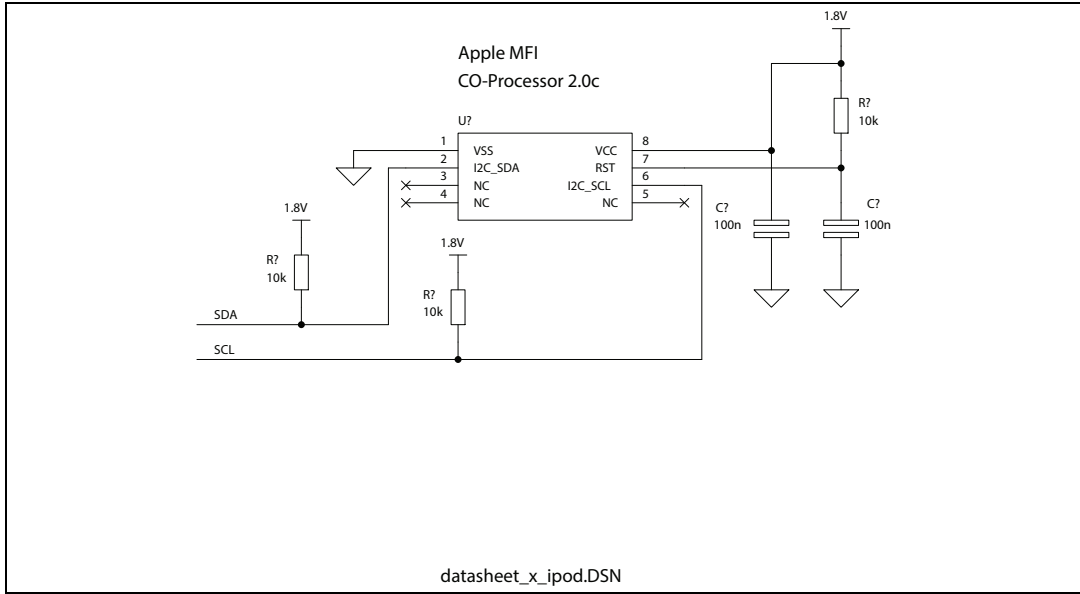 1.8V
Apple MFI
CO-Processor 2.0c
R?
10k
U?
1
VSS
VCC
8
2
I2C_SDA
RST
7
3
NC
I2C_SCL
6
4
NC
NC
5
1.8V
C?
100n
C?
100n
1.8V
R?
10k
R?
10k
SDA
SCL
datasheet_x_ipod.DSN